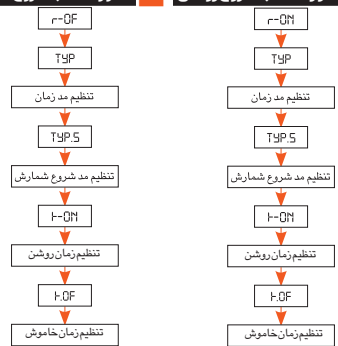 r-ON
TYP
تنظیم مد زمان
TYP.S
تنظیم مد شروع شمارش
t-ON
تنظیم زمان روشن
t.OF
تنظیم زمان خاموش
r-OF
TYP
تنظیم مد زمان
TYP.S
تنظیم مد شروع شمارش
t-ON
تنظیم زمان روشن
t.OF
تنظیم زمان خاموش